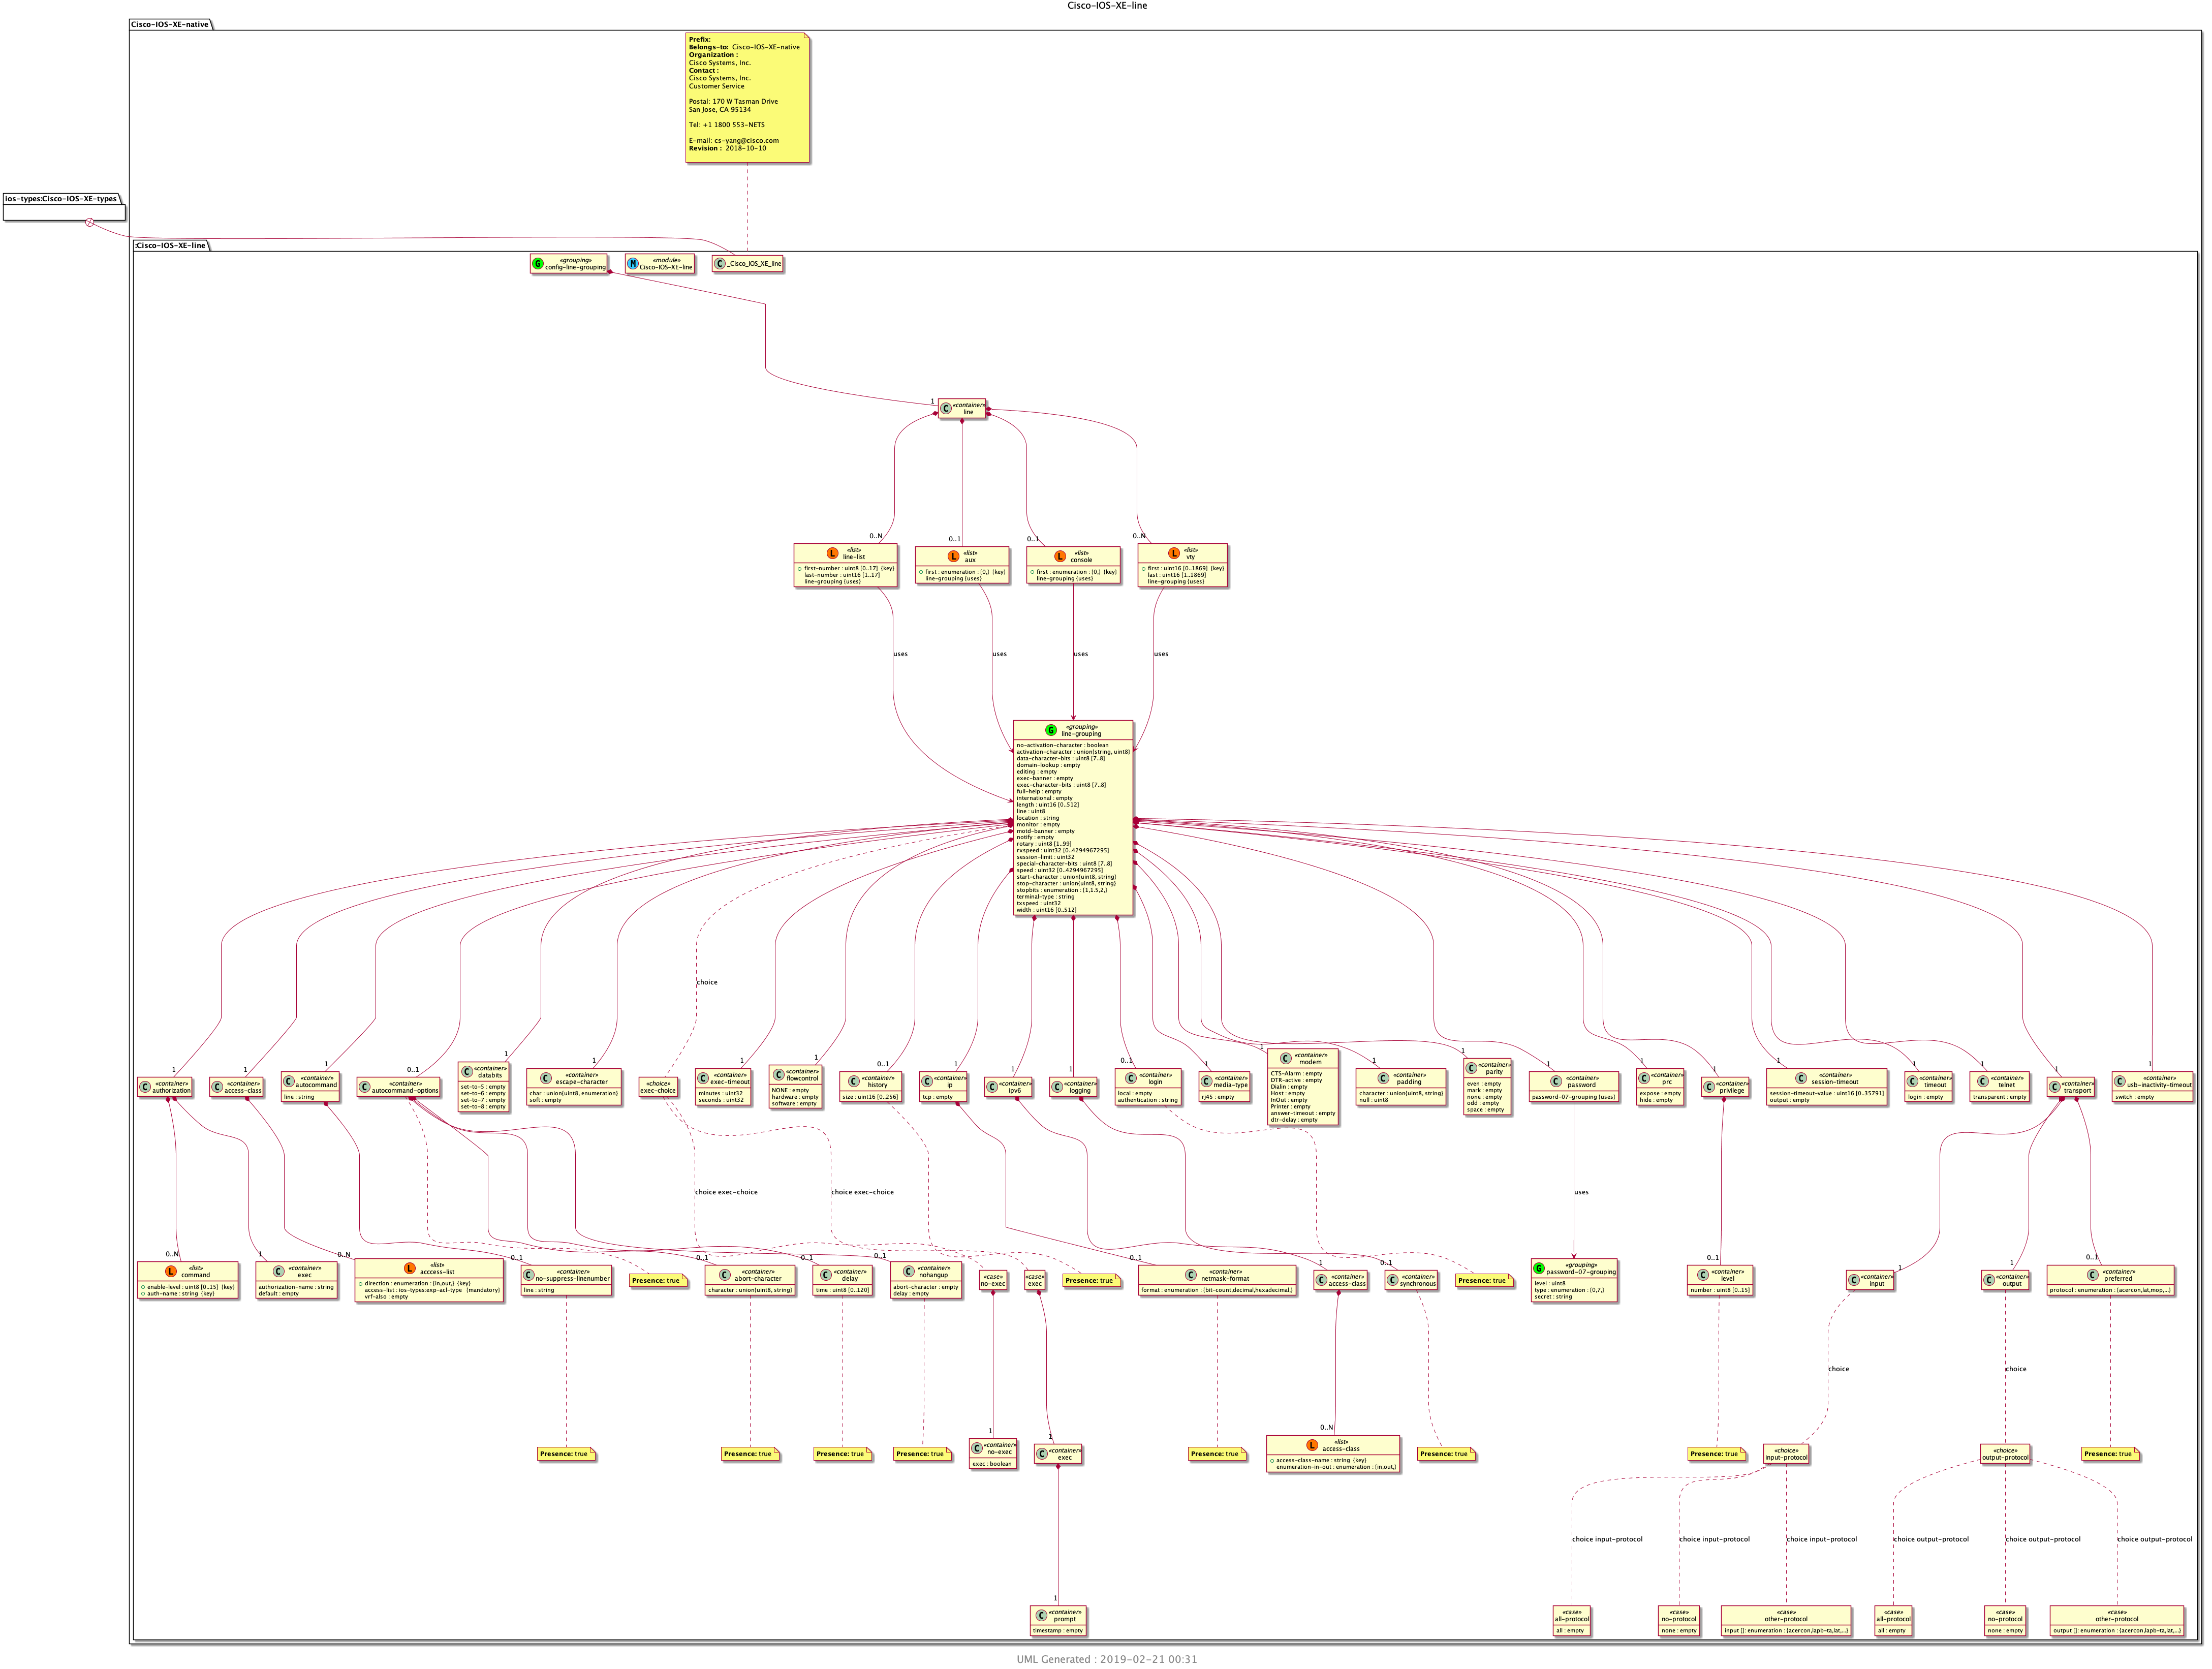 Cisco-IOS-XE-line
Cisco-IOS-XE-native
Prefix:
Belongs-to: Cisco-IOS-XE-native
Organization :
Cisco Systems, Inc.
Contact :
Cisco Systems, Inc.
Customer Service
Postal: 170 W Tasman Drive
San Jose, CA 95134
Tel: +1 1800 553-NETS
E-mail: cs-yang@cisco.com
Revision : 2018-10-10
ios-types:Cisco-IOS-XE-types
:Cisco-IOS-XE-line
G «grouping»
config-line-grouping
M «module»
Cisco-IOS-XE-line
C _Cisco_IOS_XE_line
1
C «container»
line
0..N
0..1
0..1
0..N
L «list»
line-list
first-number : uint8 [0..17] {key}
last-number : uint16 [1..17]
line-grouping {uses}
L «list»
aux
first : enumeration : {0,} {key}
line-grouping {uses}
L «list»
console
first : enumeration : {0,} {key}
line-grouping {uses}
L «list»
vty
first : uint16 [0..1869] {key}
last : uint16 [1..1869]
line-grouping {uses}
uses
uses
uses
uses
G «grouping»
line-grouping
no-activation-character : boolean
activation-character : union{string, uint8}
data-character-bits : uint8 [7..8]
domain-lookup : empty
editing : empty
exec-banner : empty
exec-character-bits : uint8 [7..8]
full-help : empty
international : empty
length : uint16 [0..512]
line : uint8
location : string
monitor : empty
motd-banner : empty
notify : empty
rotary : uint8 [1..99]
rxspeed : uint32 [0..4294967295]
session-limit : uint32
special-character-bits : uint8 [7..8]
speed : uint32 [0..4294967295]
start-character : union{uint8, string}
stop-character : union{uint8, string}
stopbits : enumeration : {1,1.5,2,}
terminal-type : string
txspeed : uint32
width : uint16 [0..512]
choice
1
C «container»
authorization
1
C «container»
access-class
1
C «container»
autocommand
line : string
0..1
C «container»
autocommand-options
1
C «container»
databits
set-to-5 : empty
set-to-6 : empty
set-to-7 : empty
set-to-8 : empty
1
C «container»
escape-character
char : union{uint8, enumeration}
soft : empty
«choice»
exec-choice
1
C «container»
exec-timeout
minutes : uint32
seconds : uint32
1
C «container»
flowcontrol
NONE : empty
hardware : empty
software : empty
0..1
C «container»
history
size : uint16 [0..256]
1
C «container»
ip
tcp : empty
1
C «container»
ipv6
1
C «container»
logging
0..1
C «container»
login
local : empty
authentication : string
1
C «container»
media-type
rj45 : empty
1
C «container»
modem
CTS-Alarm : empty
DTR-active : empty
Dialin : empty
Host : empty
InOut : empty
Printer : empty
answer-timeout : empty
dtr-delay : empty
1
C «container»
padding
character : union{uint8, string}
null : uint8
1
C «container»
parity
even : empty
mark : empty
none : empty
odd : empty
space : empty
1
C «container»
password
password-07-grouping {uses}
1
C «container»
prc
expose : empty
hide : empty
1
C «container»
privilege
1
C «container»
session-timeout
session-timeout-value : uint16 [0..35791]
output : empty
1
C «container»
timeout
login : empty
1
C «container»
telnet
transparent : empty
1
C «container»
transport
1
C «container»
usb-inactivity-timeout
switch : empty
choice exec-choice
choice exec-choice
uses
0..N
L «list»
command
enable-level : uint8 [0..15] {key}
auth-name : string {key}
1
C «container»
exec
authorization-name : string
default : empty
0..N
L «list»
acccess-list
direction : enumeration : {in,out,} {key}
access-list : ios-types:exp-acl-type {mandatory}
vrf-also : empty
0..1
C «container»
no-suppress-linenumber
line : string
Presence: true
0..1
C «container»
abort-character
character : union{uint8, string}
0..1
C «container»
delay
time : uint8 [0..120]
0..1
C «container»
nohangup
abort-character : empty
delay : empty
«case»
no-exec
«case»
exec
Presence: true
0..1
C «container»
netmask-format
format : enumeration : {bit-count,decimal,hexadecimal,}
1
C «container»
access-class
0..1
C «container»
synchronous
Presence: true
G «grouping»
password-07-grouping
level : uint8
type : enumeration : {0,7,}
secret : string
0..1
C «container»
level
number : uint8 [0..15]
1
C «container»
input
1
C «container»
output
0..1
C «container»
preferred
protocol : enumeration : {acercon,lat,mop,...}
choice
choice
Presence: true
Presence: true
Presence: true
Presence: true
1
C «container»
no-exec
exec : boolean
1
C «container»
exec
Presence: true
0..N
L «list»
access-class
access-class-name : string {key}
enumeration-in-out : enumeration : {in,out,}
Presence: true
Presence: true
«choice»
input-protocol
«choice»
output-protocol
Presence: true
choice input-protocol
choice input-protocol
choice input-protocol
choice output-protocol
choice output-protocol
choice output-protocol
1
C «container»
prompt
timestamp : empty
«case»
all-protocol
all : empty
«case»
no-protocol
none : empty
«case»
other-protocol
input []: enumeration : {acercon,lapb-ta,lat,...}
«case»
all-protocol
all : empty
«case»
no-protocol
none : empty
«case»
other-protocol
output []: enumeration : {acercon,lapb-ta,lat,...}
UML Generated : 2019-02-21 00:31